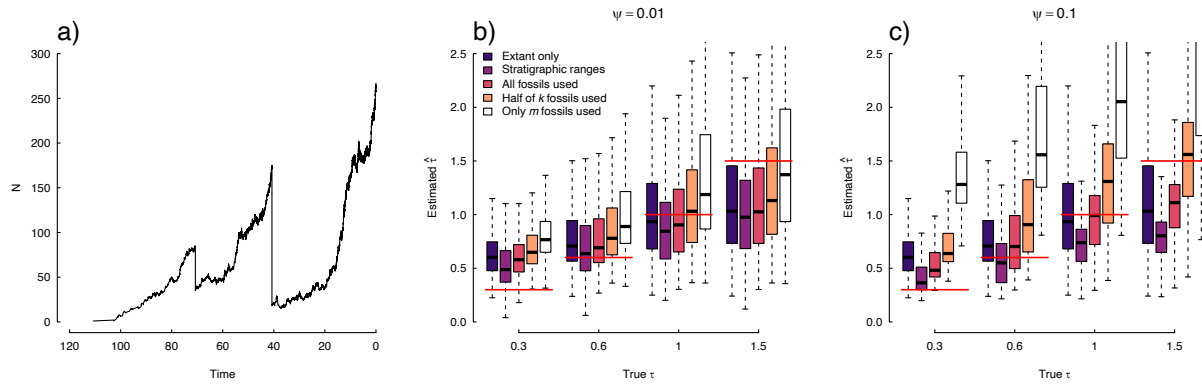 a)
300
250
200
150
100
50
0
N
120 100 80 60 40 20 0
Time
ψ = 0.01
b)
2.5
2.0
1.5
1.0
0.5
0.0
Estimated τ̂
Extant only
Stratigraphic ranges
All fossils used
Half of k fossils used
Only m fossils used
0.3 0.6 1 1.5
True τ
ψ = 0.1
c)
2.5
2.0
1.5
1.0
0.5
0.0
Estimated τ̂
0.3 0.6 1 1.5
True τ